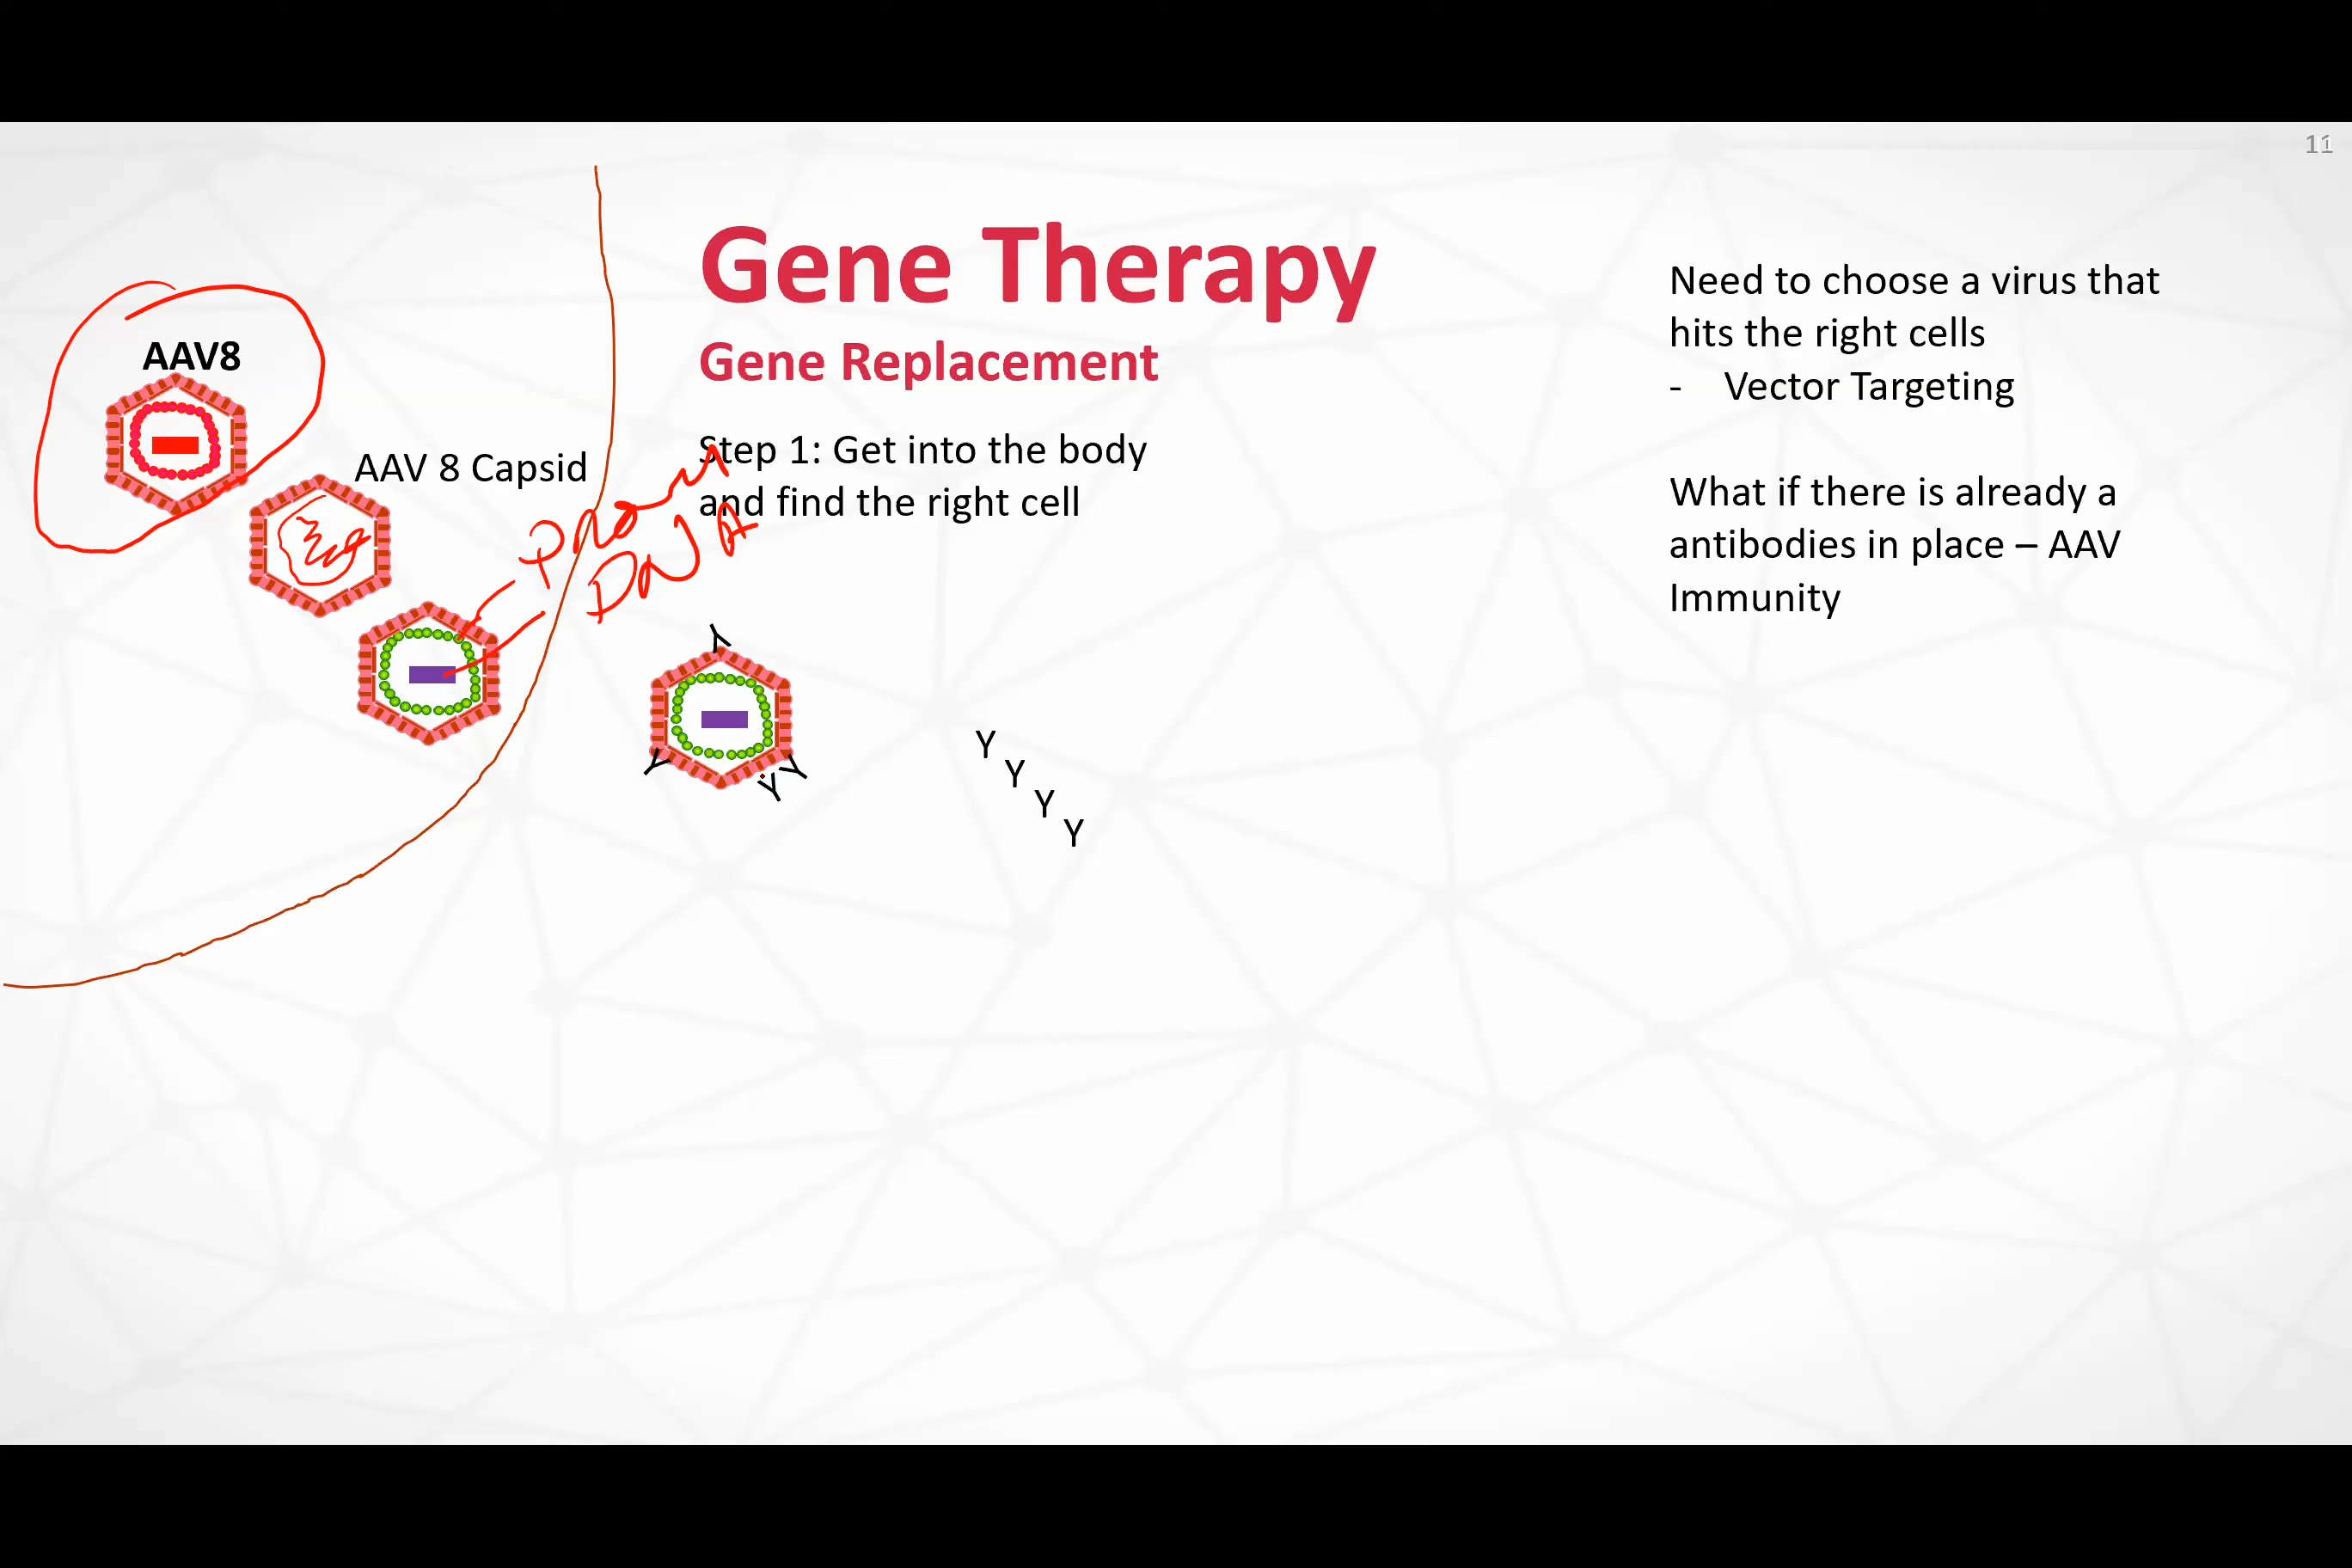 11
AAV8
AAV 8 Capsid
DNA
Gene Therapy
Gene Replacement
Step 1: Get into the body
and find the right cell
Y
Y
Y
Y
Y
Y
Y
Y
Need to choose a virus that
hits the right cells
- Vector Targeting
What if there is already a
antibodies in place – AAV
Immunity